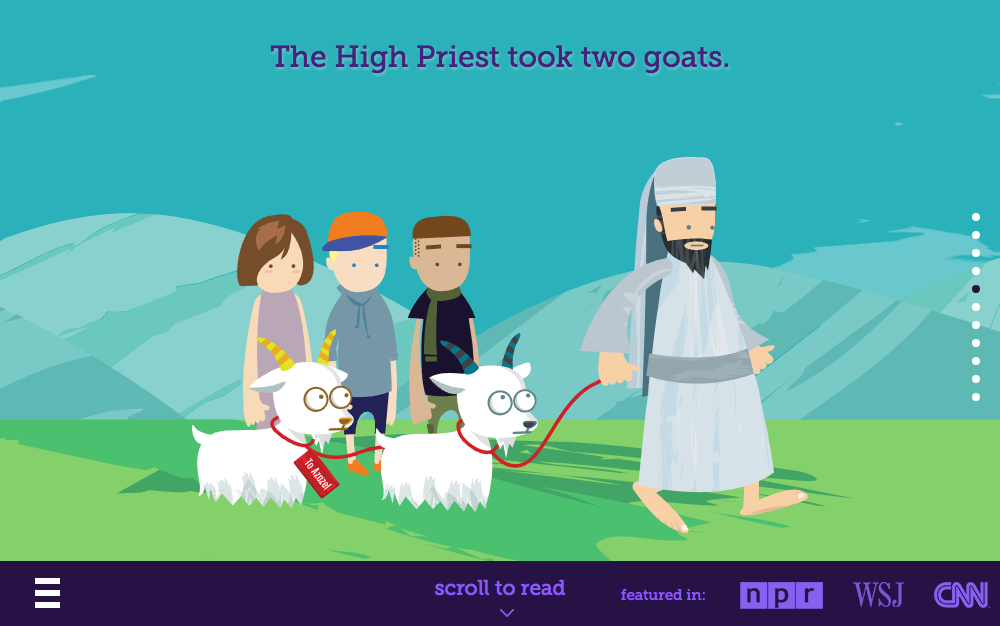 The High Priest took two goats.
To Azazel
scroll to read
featured in:
npr
WSJ
CNN